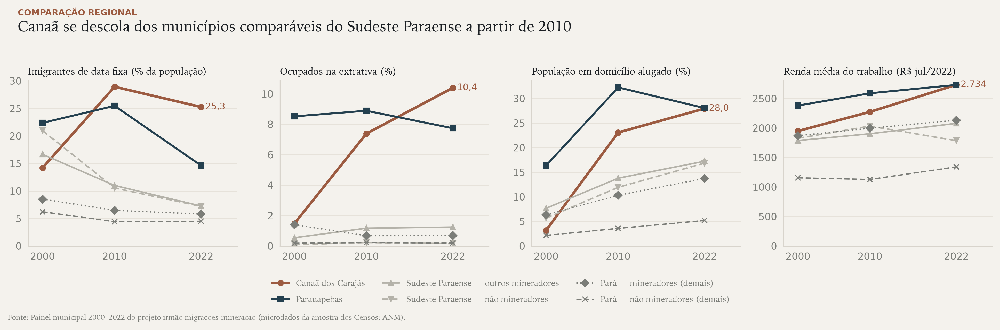 COMPARAÇÃO REGIONAL
Canaã se descola dos municípios comparáveis do Sudeste Paraense a partir de 2010
Imigrantes de data fixa (% da população)
30
25
20
15
10
5
0
2000 2010 2022
25,3
Ocupados na extrativa (%)
10
8
6
4
2
0
2000 2010 2022
10,4
População em domicílio alugado (%)
30
25
20
15
10
5
0
2000 2010 2022
28,0
Renda média do trabalho (R$ jul/2022)
2500
2000
1500
1000
500
0
2000 2010 2022
2.734
Canaã dos Carajás
Parauapebas
Sudeste Paraense — outros mineradores
Sudeste Paraense — não mineradores
Pará — mineradores (demais)
Pará — não mineradores (demais)
Fonte: Painel municipal 2000–2022 do projeto irmão migracoes-mineracao (microdados da amostra dos Censos; ANM).